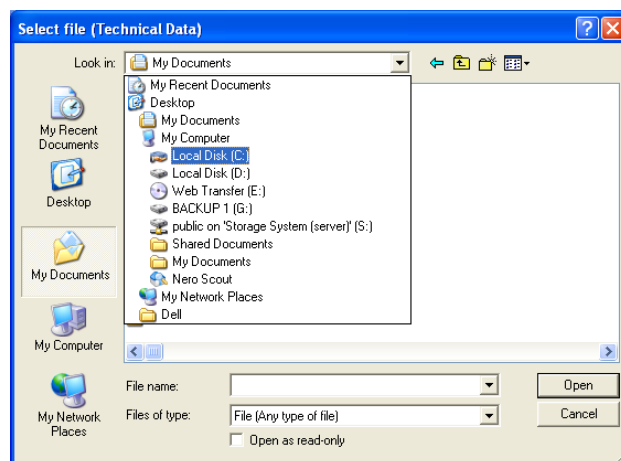 Select file (Technical Data)
Look in:
My Documents
My Recent Documents
Desktop
My Documents
My Computer
Local Disk (C:)
Local Disk (D:)
Web Transfer (E:)
BACKUP 1 (G:)
public on 'Storage System (server)' (S:)
Shared Documents
My Documents
Nero Scout
My Network Places
Dell
My Recent
Documents
Desktop
My Documents
My Computer
My Network
Places
File name:
Open
Files of type:
File (Any type of file)
Cancel
Open as read-only